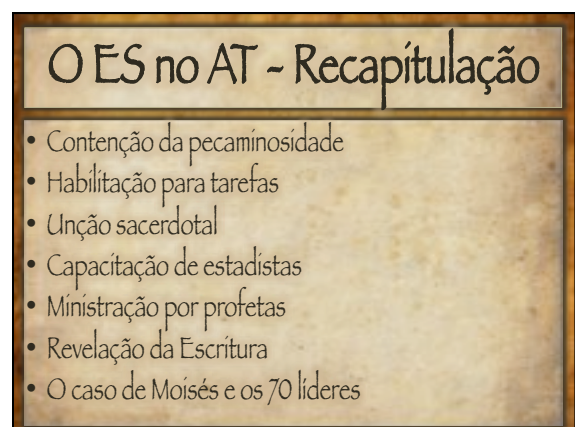 O ES no AT - Recapitulação
• Contenção da pecaminosidade
• Habilitação para tarefas
• Unção sacerdotal
• Capacitação de estadistas
• Ministração por profetas
• Revelação da Escritura
• O caso de Moisés e os 70 líderes